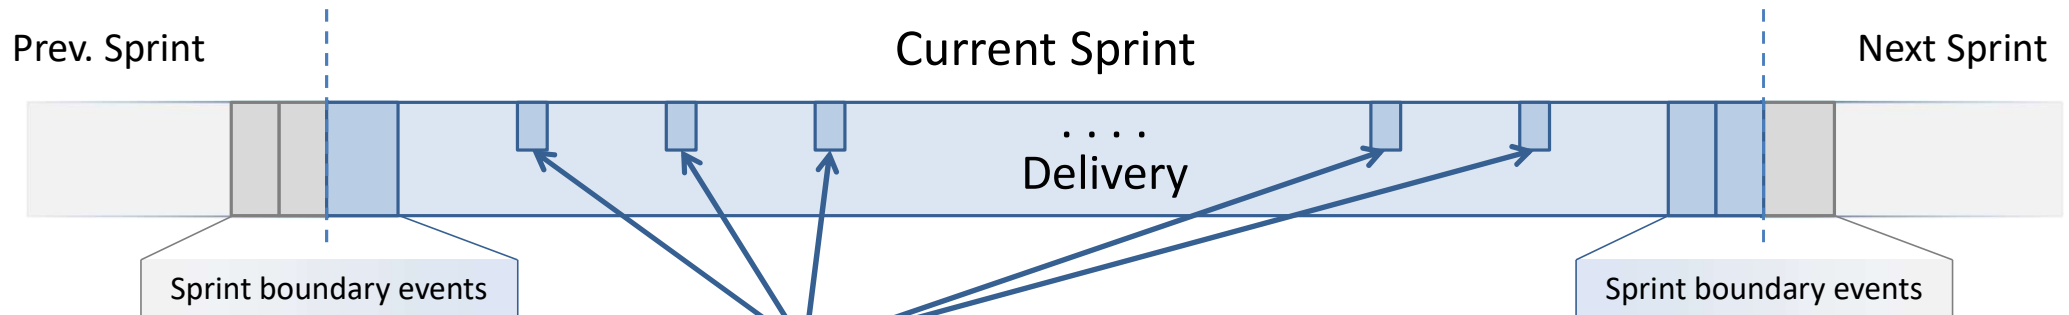 Prev. Sprint
Current Sprint
Next Sprint
. . . .
Delivery
Sprint boundary events
Sprint boundary events